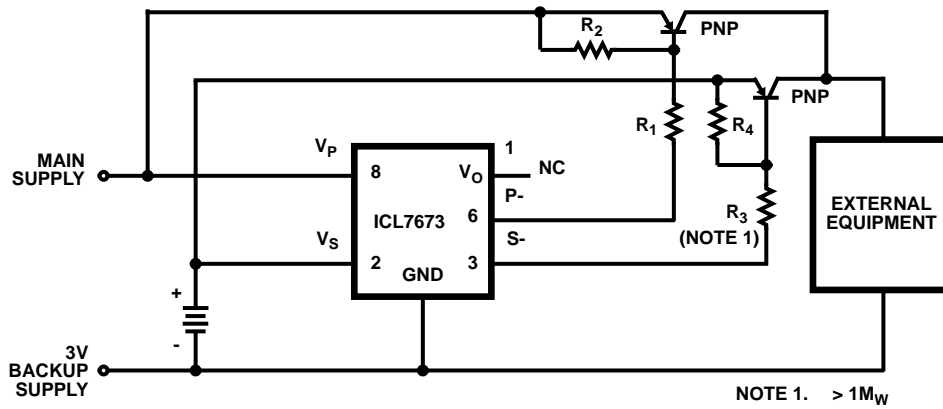 R2
PNP
PNP
R1
R4
MAIN
SUPPLY
VP
8
1
VO
NC
P-
ICL7673
6
S-
VS
2
GND
3
R3
(NOTE 1)
EXTERNAL
EQUIPMENT
+
-
3V
BACKUP
SUPPLY
NOTE 1. > 1MW